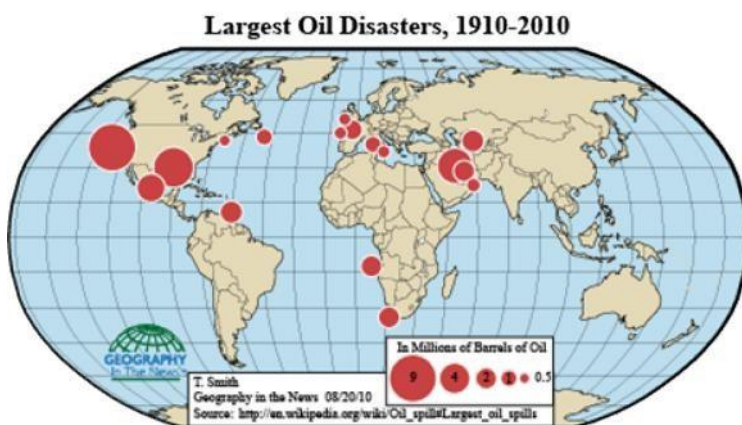 Largest Oil Disasters, 1910-2010
GEOGRAPHY
In The News
In Millions of Barrels of Oil
9 4 2 1 0.5
T. Smith
Geography in the News 08/20/10
Source: http://en.wikipedia.org/wiki/Oil_spill#Largest_oil_spills